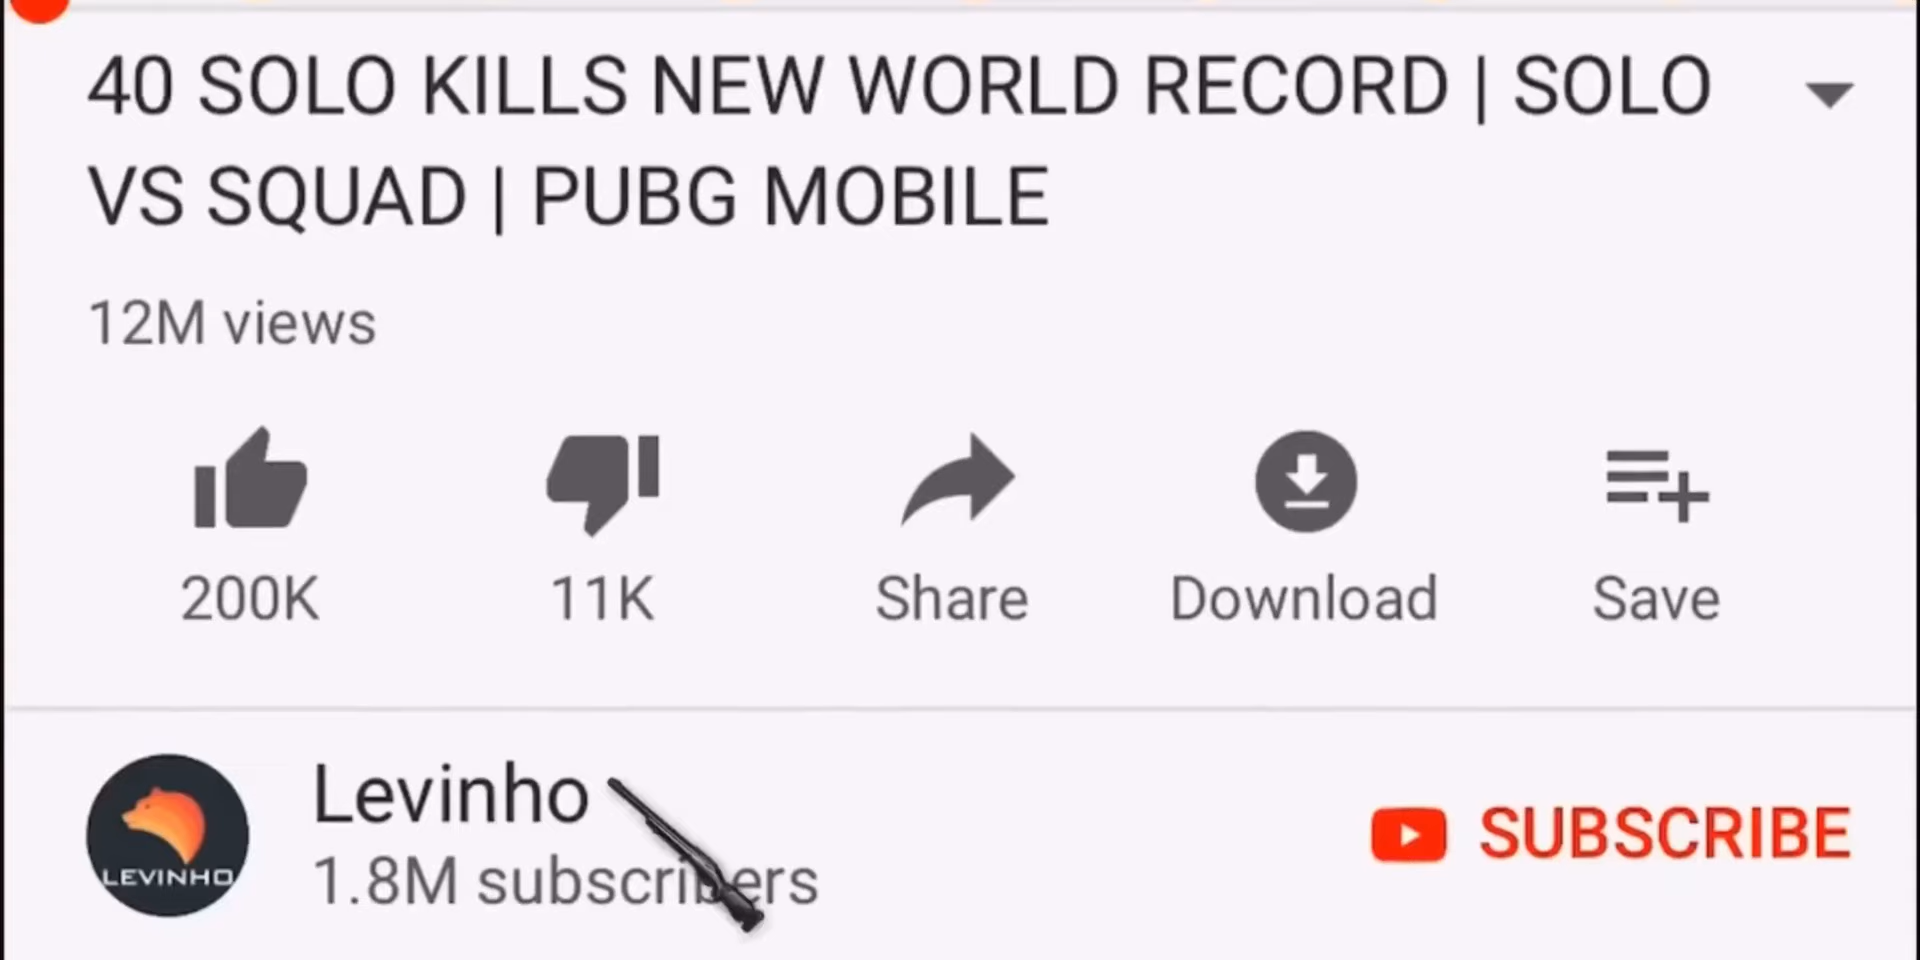 40 SOLO KILLS NEW WORLD RECORD | SOLO
VS SQUAD | PUBG MOBILE
12M views
200K
11K
Share
Download
Save
Levinho
1.8M subscribers
LEVINHO
SUBSCRIBE